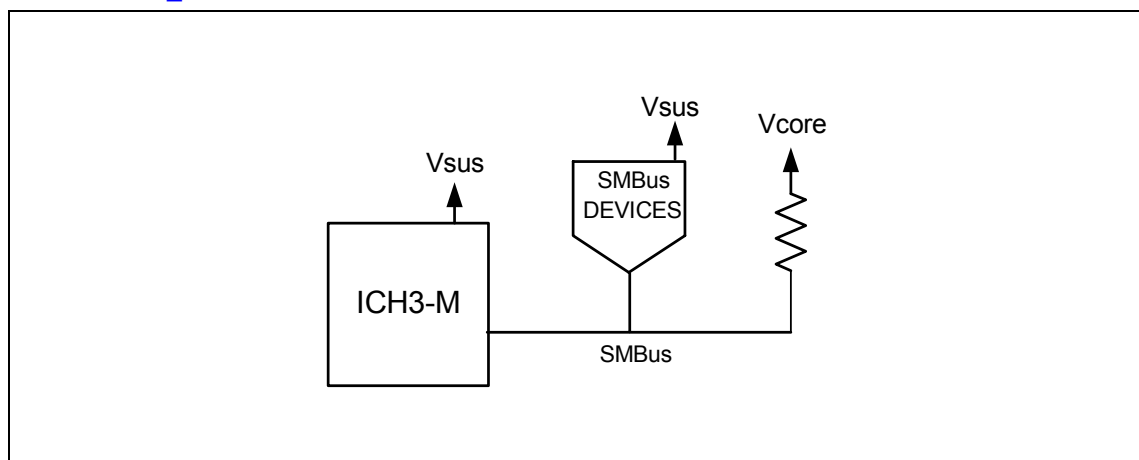 Vsus
Vcore
Vsus
SMBus
DEVICES
ICH3-M
SMBus